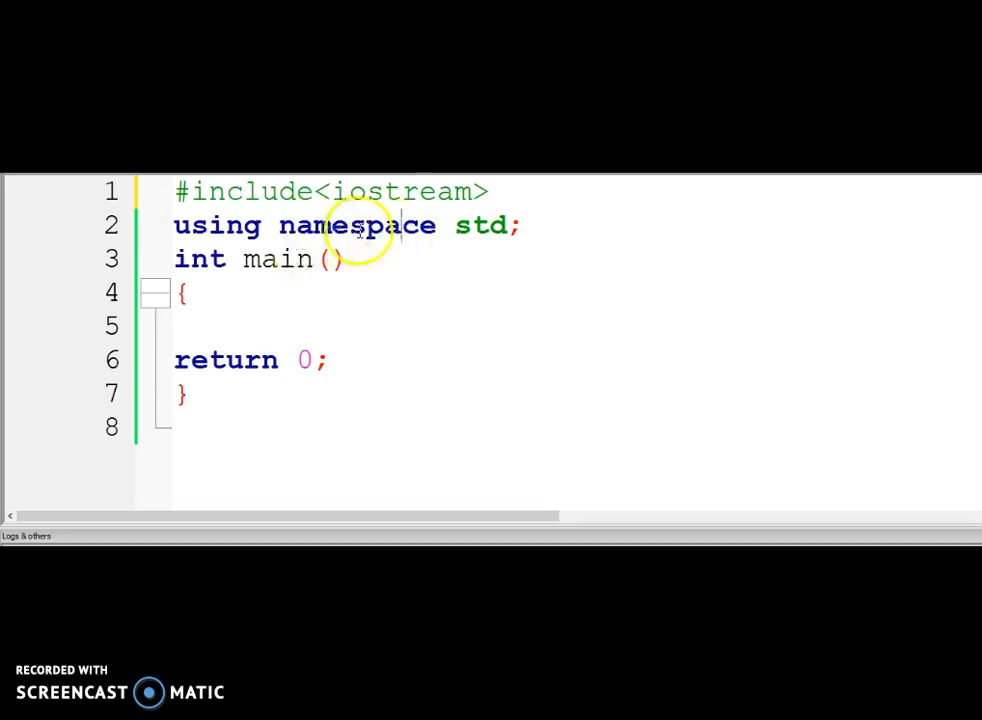 1 #include<iostream>
2 using namespace std;
3 int main()
4 {
5
6 return 0;
7 }
8
Logs & others
RECORDED WITH
SCREENCAST MATIC